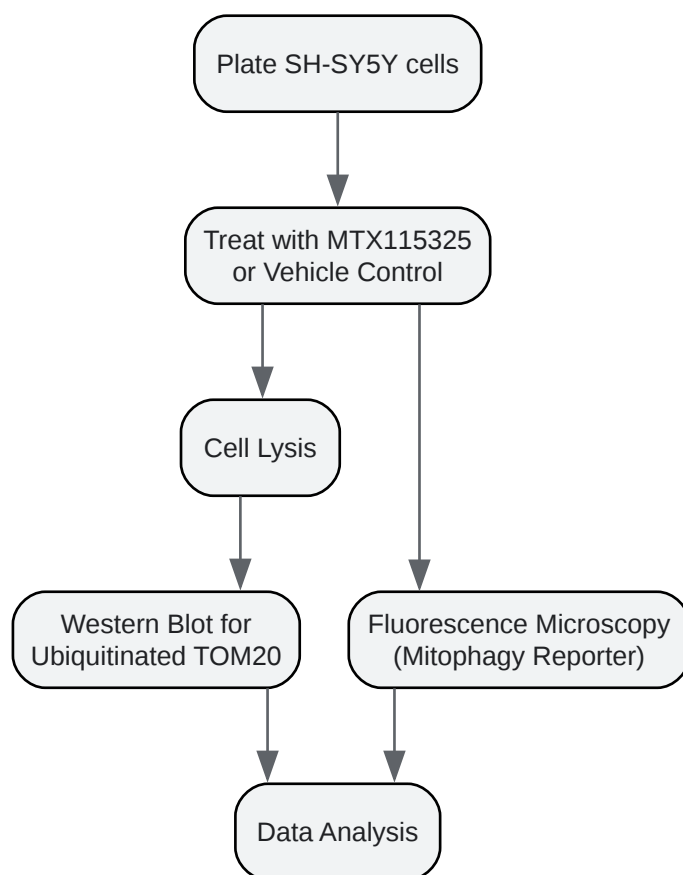 Plate SH-SY5Y cells
Treat with MTX115325
or Vehicle Control
Cell Lysis
Western Blot for
Ubiquitinated TOM20
Fluorescence Microscopy
(Mitophagy Reporter)
Data Analysis